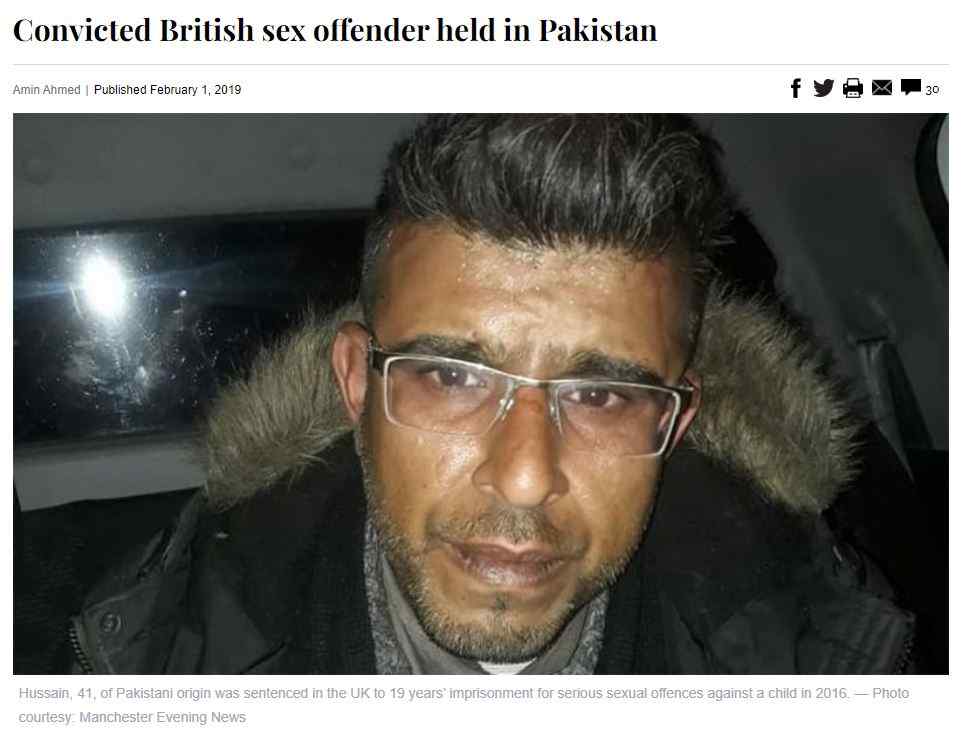 Convicted British sex offender held in Pakistan
Amin Ahmed | Published February 1, 2019
30
Hussain, 41, of Pakistani origin was sentenced in the UK to 19 years' imprisonment for serious sexual offences against a child in 2016. — Photo
courtesy: Manchester Evening News